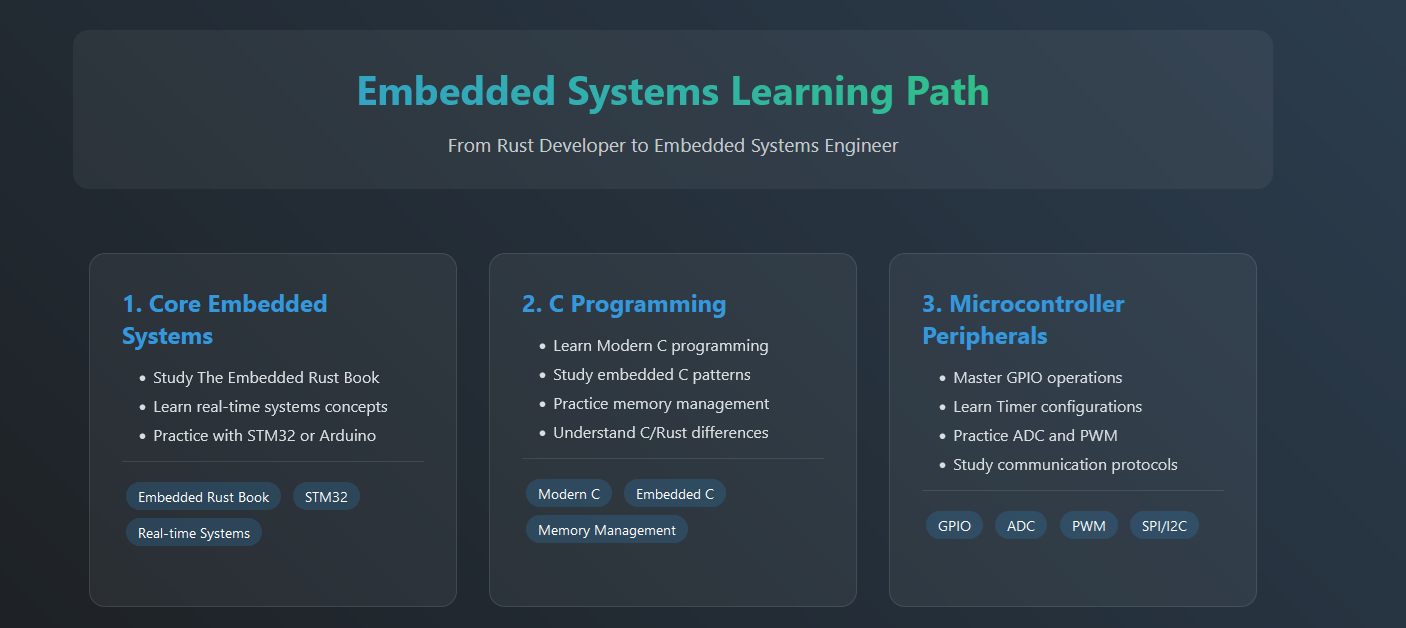 Embedded Systems Learning Path
From Rust Developer to Embedded Systems Engineer
1. Core Embedded
Systems
• Study The Embedded Rust Book
• Learn real-time systems concepts
• Practice with STM32 or Arduino
Embedded Rust Book
STM32
Real-time Systems
2. C Programming
• Learn Modern C programming
• Study embedded C patterns
• Practice memory management
• Understand C/Rust differences
Modern C
Embedded C
Memory Management
3. Microcontroller
Peripherals
• Master GPIO operations
• Learn Timer configurations
• Practice ADC and PWM
• Study communication protocols
GPIO
ADC
PWM
SPI/I2C